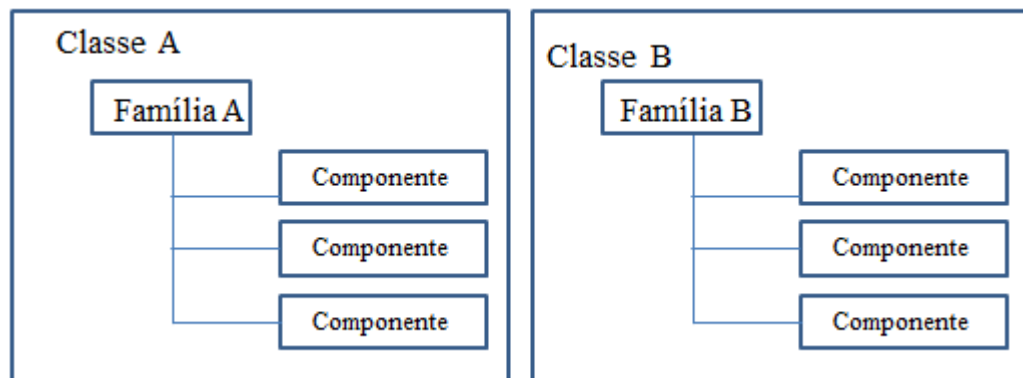 Classe A
Família A
Componente
Componente
Componente
Classe B
Família B
Componente
Componente
Componente